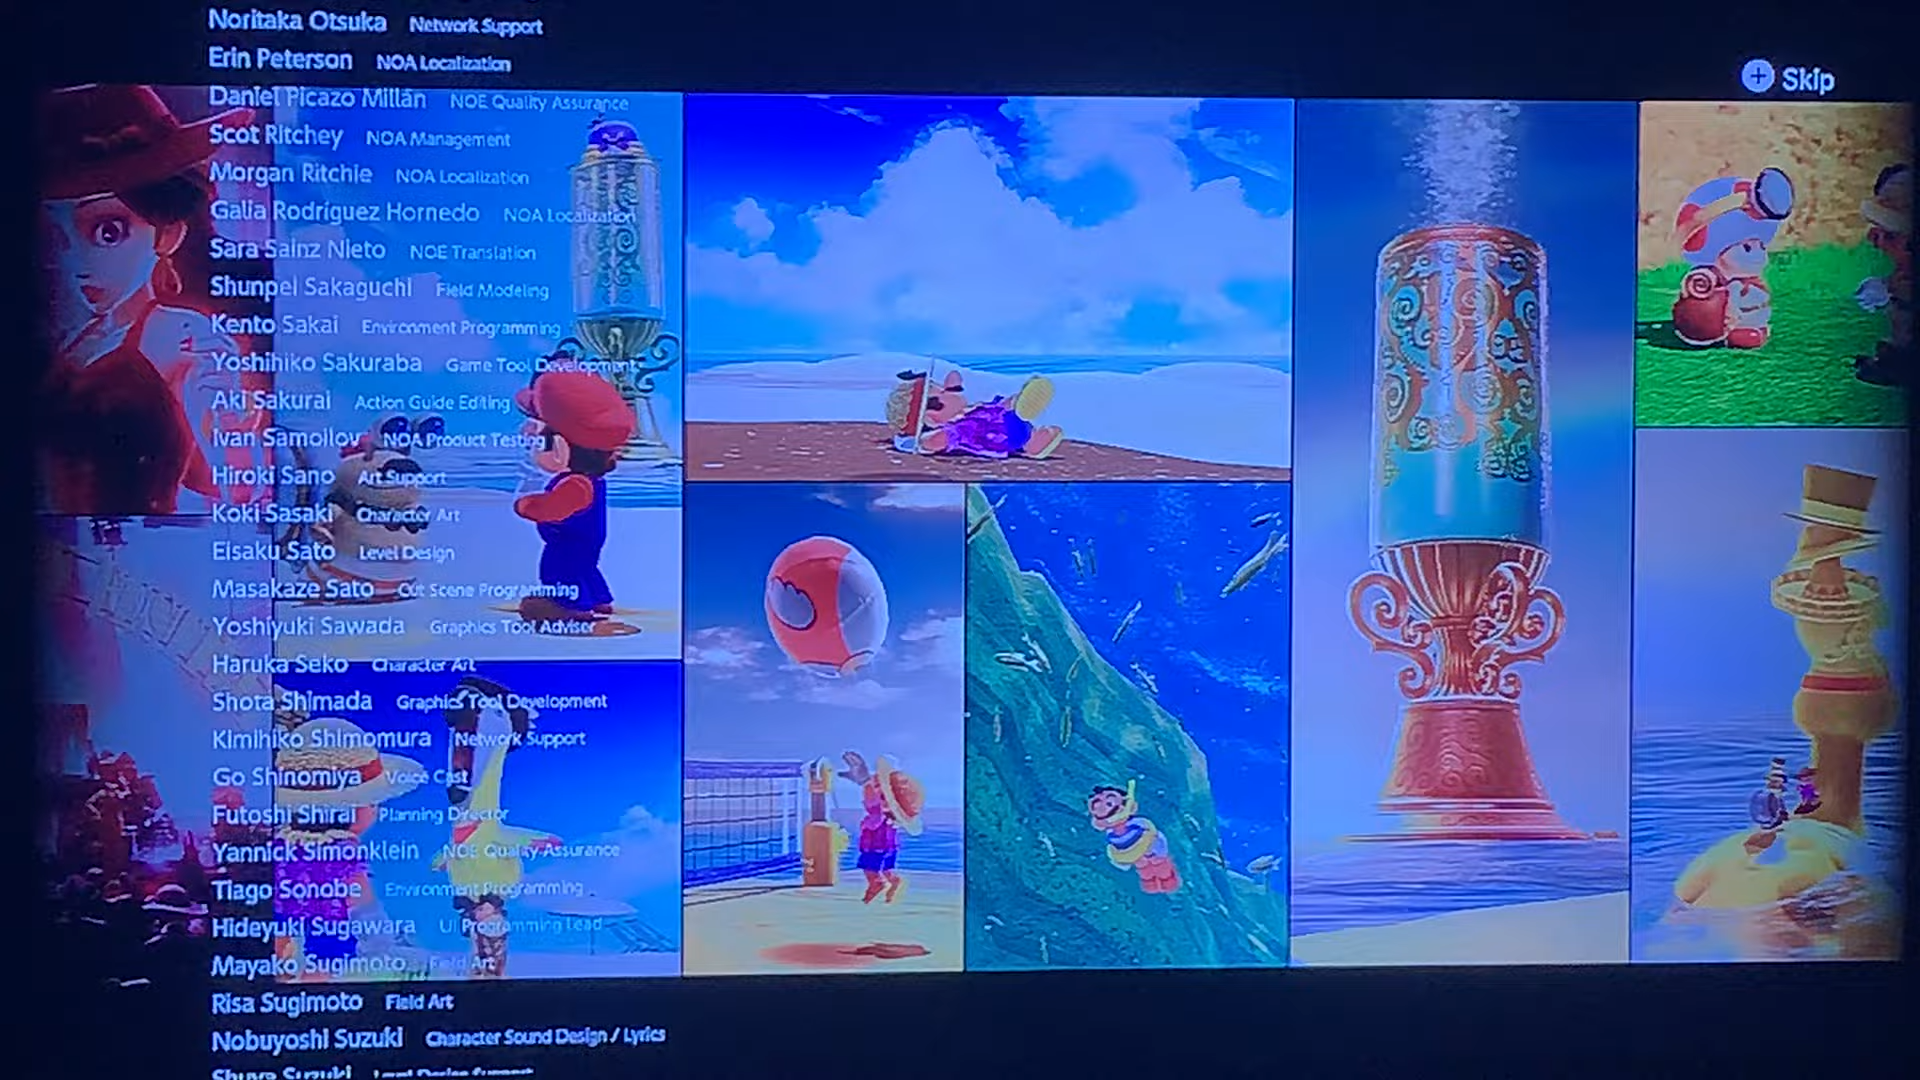 Noritaka Otsuka Network Support
Erin Peterson NOA Localization
Skip
Daniel Picazo Millán NOE Quality Assurance
Scot Ritchey NOA Management
Morgan Ritchie NOA Localization
Galia Rodríguez Hornedo NOA Localization
Sara Sainz Nieto NOE Translation
Shunpei Sakaguchi Field Modeling
Kento Sakai Environment Programming
Yoshihiko Sakuraba Game Tool Development
Aki Sakurai Action Guide Editing
Ivan Samoilov NOA Product Testing
Hiroki Sano Art Support
Koki Sasaki Character Art
Eisaku Sato Level Design
Masakaze Sato Cut Scene Programming
Yoshiyuki Sawada Graphics Tool Adviser
Haruka Seko Character Art
Shota Shimada Graphics Tool Development
Kimihiko Shimomura Network Support
Go Shinomiya Voice Cast
Futoshi Shirai Planning Director
Yannick Simonklein NOE Quality Assurance
Tiago Sonobe Environment Programming
Hideyuki Sugawara UI Programming Lead
Mayako Sugimoto Field Art
Risa Sugimoto Field Art
Nobuyoshi Suzuki Character Sound Design / Lyrics
Shuya Suzuki Level Design Support